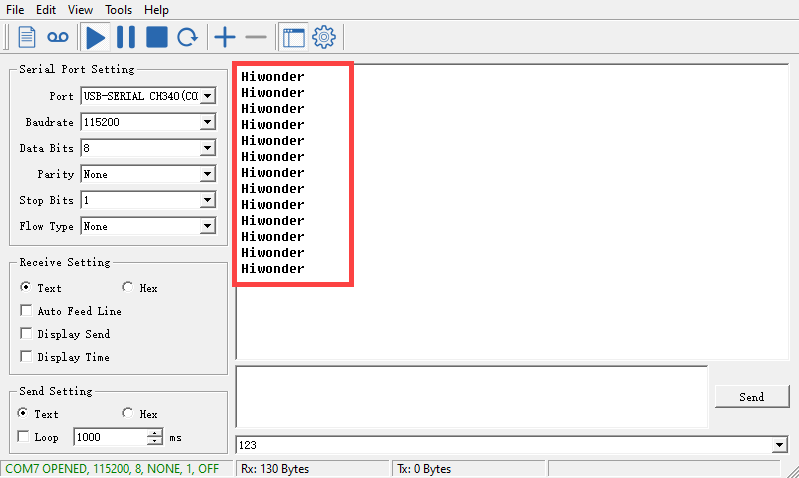 File Edit View Tools Help
Serial Port Setting
Port USB-SERIAL CH340(CO
Baudrate 115200
Data Bits 8
Parity None
Stop Bits 1
Flow Type None
Receive Setting
Text Hex
Auto Feed Line
Display Send
Display Time
Send Setting
Text Hex
Loop 1000 ms
Hiwonder
Hiwonder
Hiwonder
Hiwonder
Hiwonder
Hiwonder
Hiwonder
Hiwonder
Hiwonder
Hiwonder
Hiwonder
Hiwonder
Hiwonder
Send
123
COM7 OPENED, 115200, 8, NONE, 1, OFF Rx: 130 Bytes Tx: 0 Bytes